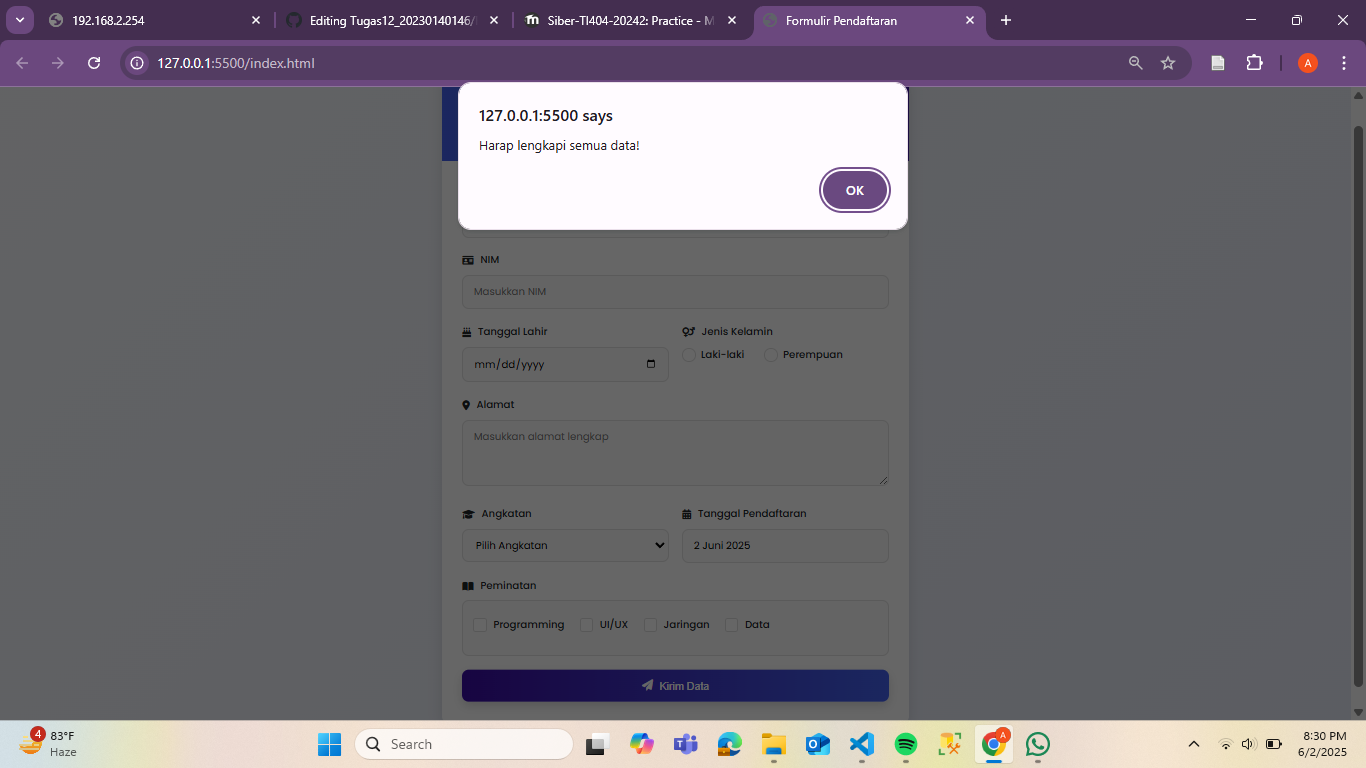 192.168.2.254
Editing Tugas12_20230140146/
Siber-TI404-20242: Practice - M
Formulir Pendaftaran
127.0.0.1:5500/index.html
A
127.0.0.1:5500 says
Harap lengkapi semua data!
OK
NIM
Masukkan NIM
Tanggal Lahir
Jenis Kelamin
mm/dd/yyyy
Laki-laki
Perempuan
Alamat
Masukkan alamat lengkap
Angkatan
Tanggal Pendaftaran
Pilih Angkatan
2 Juni 2025
Peminatan
Programming
UI/UX
Jaringan
Data
Kirim Data
4
83°F
Haze
Search
A
8:30 PM
6/2/2025